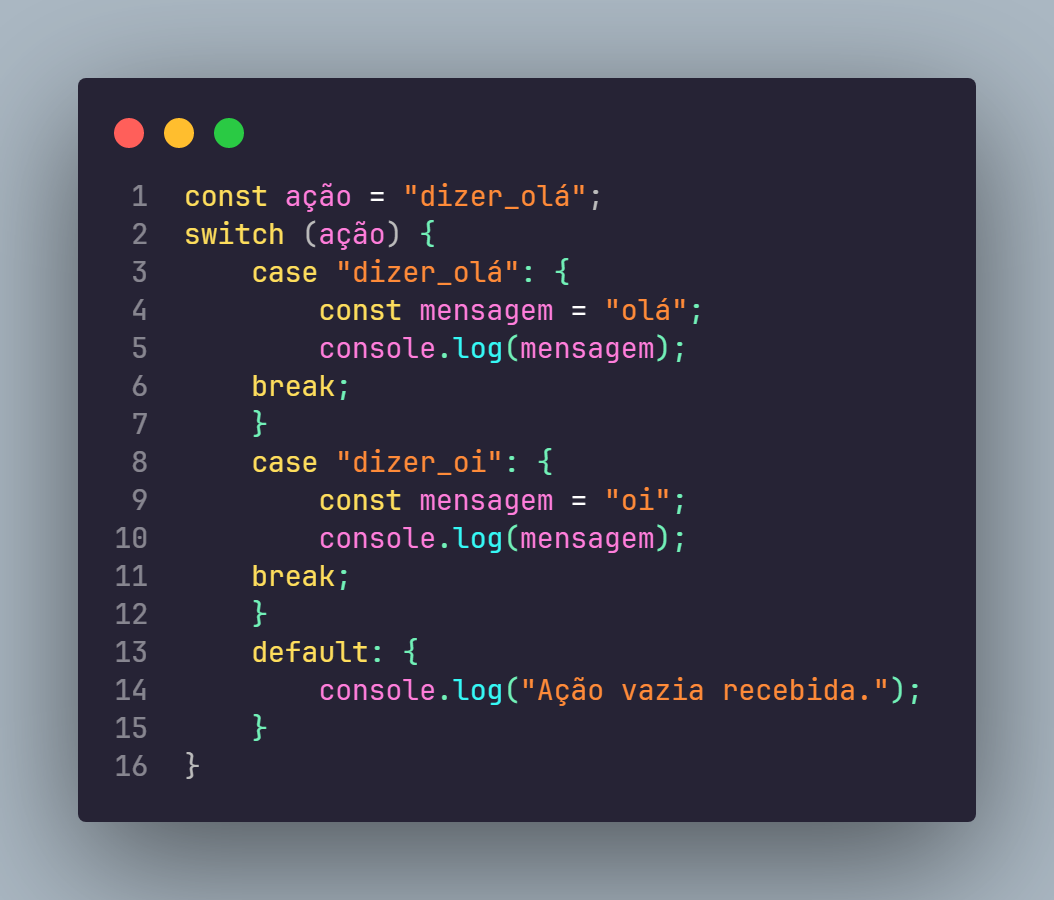 1 const ação = "dizer_olá";
2 switch (ação) {
3     case "dizer_olá": {
4         const mensagem = "olá";
5         console.log(mensagem);
6     break;
7     }
8     case "dizer_oi": {
9         const mensagem = "oi";
10         console.log(mensagem);
11     break;
12     }
13     default: {
14         console.log("Ação vazia recebida.");
15     }
16 }